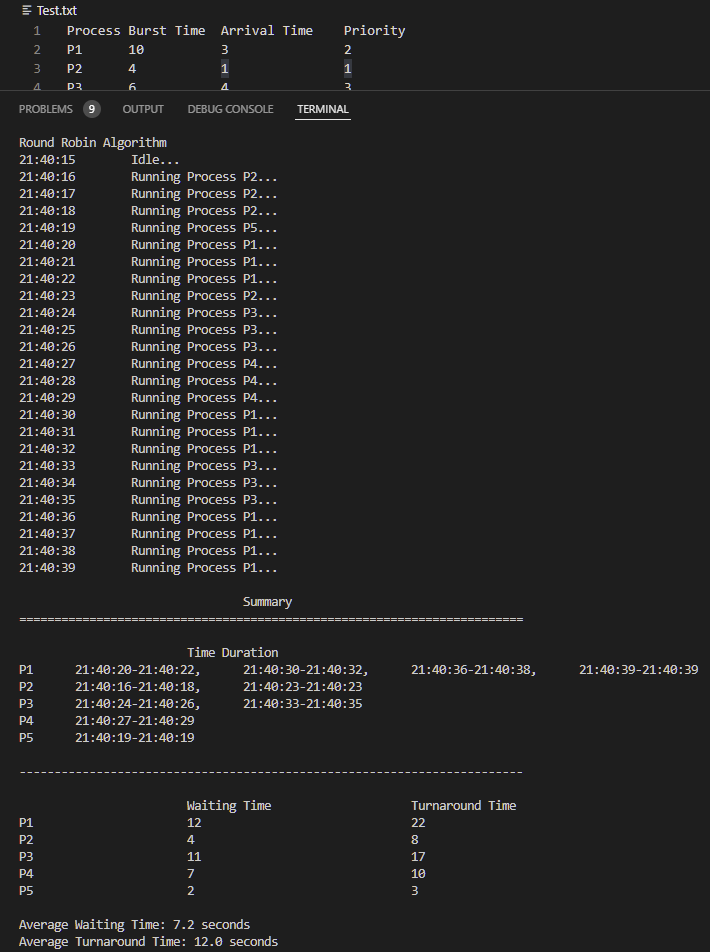 Test.txt
1 Process Burst Time Arrival Time Priority
2 P1 10 3 2
3 P2 4 1 1
4 P3 6 4 3
PROBLEMS 9 OUTPUT DEBUG CONSOLE TERMINAL
Round Robin Algorithm
21:40:15 Idle...
21:40:16 Running Process P2...
21:40:17 Running Process P2...
21:40:18 Running Process P2...
21:40:19 Running Process P5...
21:40:20 Running Process P1...
21:40:21 Running Process P1...
21:40:22 Running Process P1...
21:40:23 Running Process P2...
21:40:24 Running Process P3...
21:40:25 Running Process P3...
21:40:26 Running Process P3...
21:40:27 Running Process P4...
21:40:28 Running Process P4...
21:40:29 Running Process P4...
21:40:30 Running Process P1...
21:40:31 Running Process P1...
21:40:32 Running Process P1...
21:40:33 Running Process P3...
21:40:34 Running Process P3...
21:40:35 Running Process P3...
21:40:36 Running Process P1...
21:40:37 Running Process P1...
21:40:38 Running Process P1...
21:40:39 Running Process P1...
Summary
========================================================================
Time Duration
P1 21:40:20-21:40:22, 21:40:30-21:40:32, 21:40:36-21:40:38, 21:40:39-21:40:39
P2 21:40:16-21:40:18, 21:40:23-21:40:23
P3 21:40:24-21:40:26, 21:40:33-21:40:35
P4 21:40:27-21:40:29
P5 21:40:19-21:40:19
------------------------------------------------------------------------
Waiting Time Turnaround Time
P1 12 22
P2 4 8
P3 11 17
P4 7 10
P5 2 3
Average Waiting Time: 7.2 seconds
Average Turnaround Time: 12.0 seconds